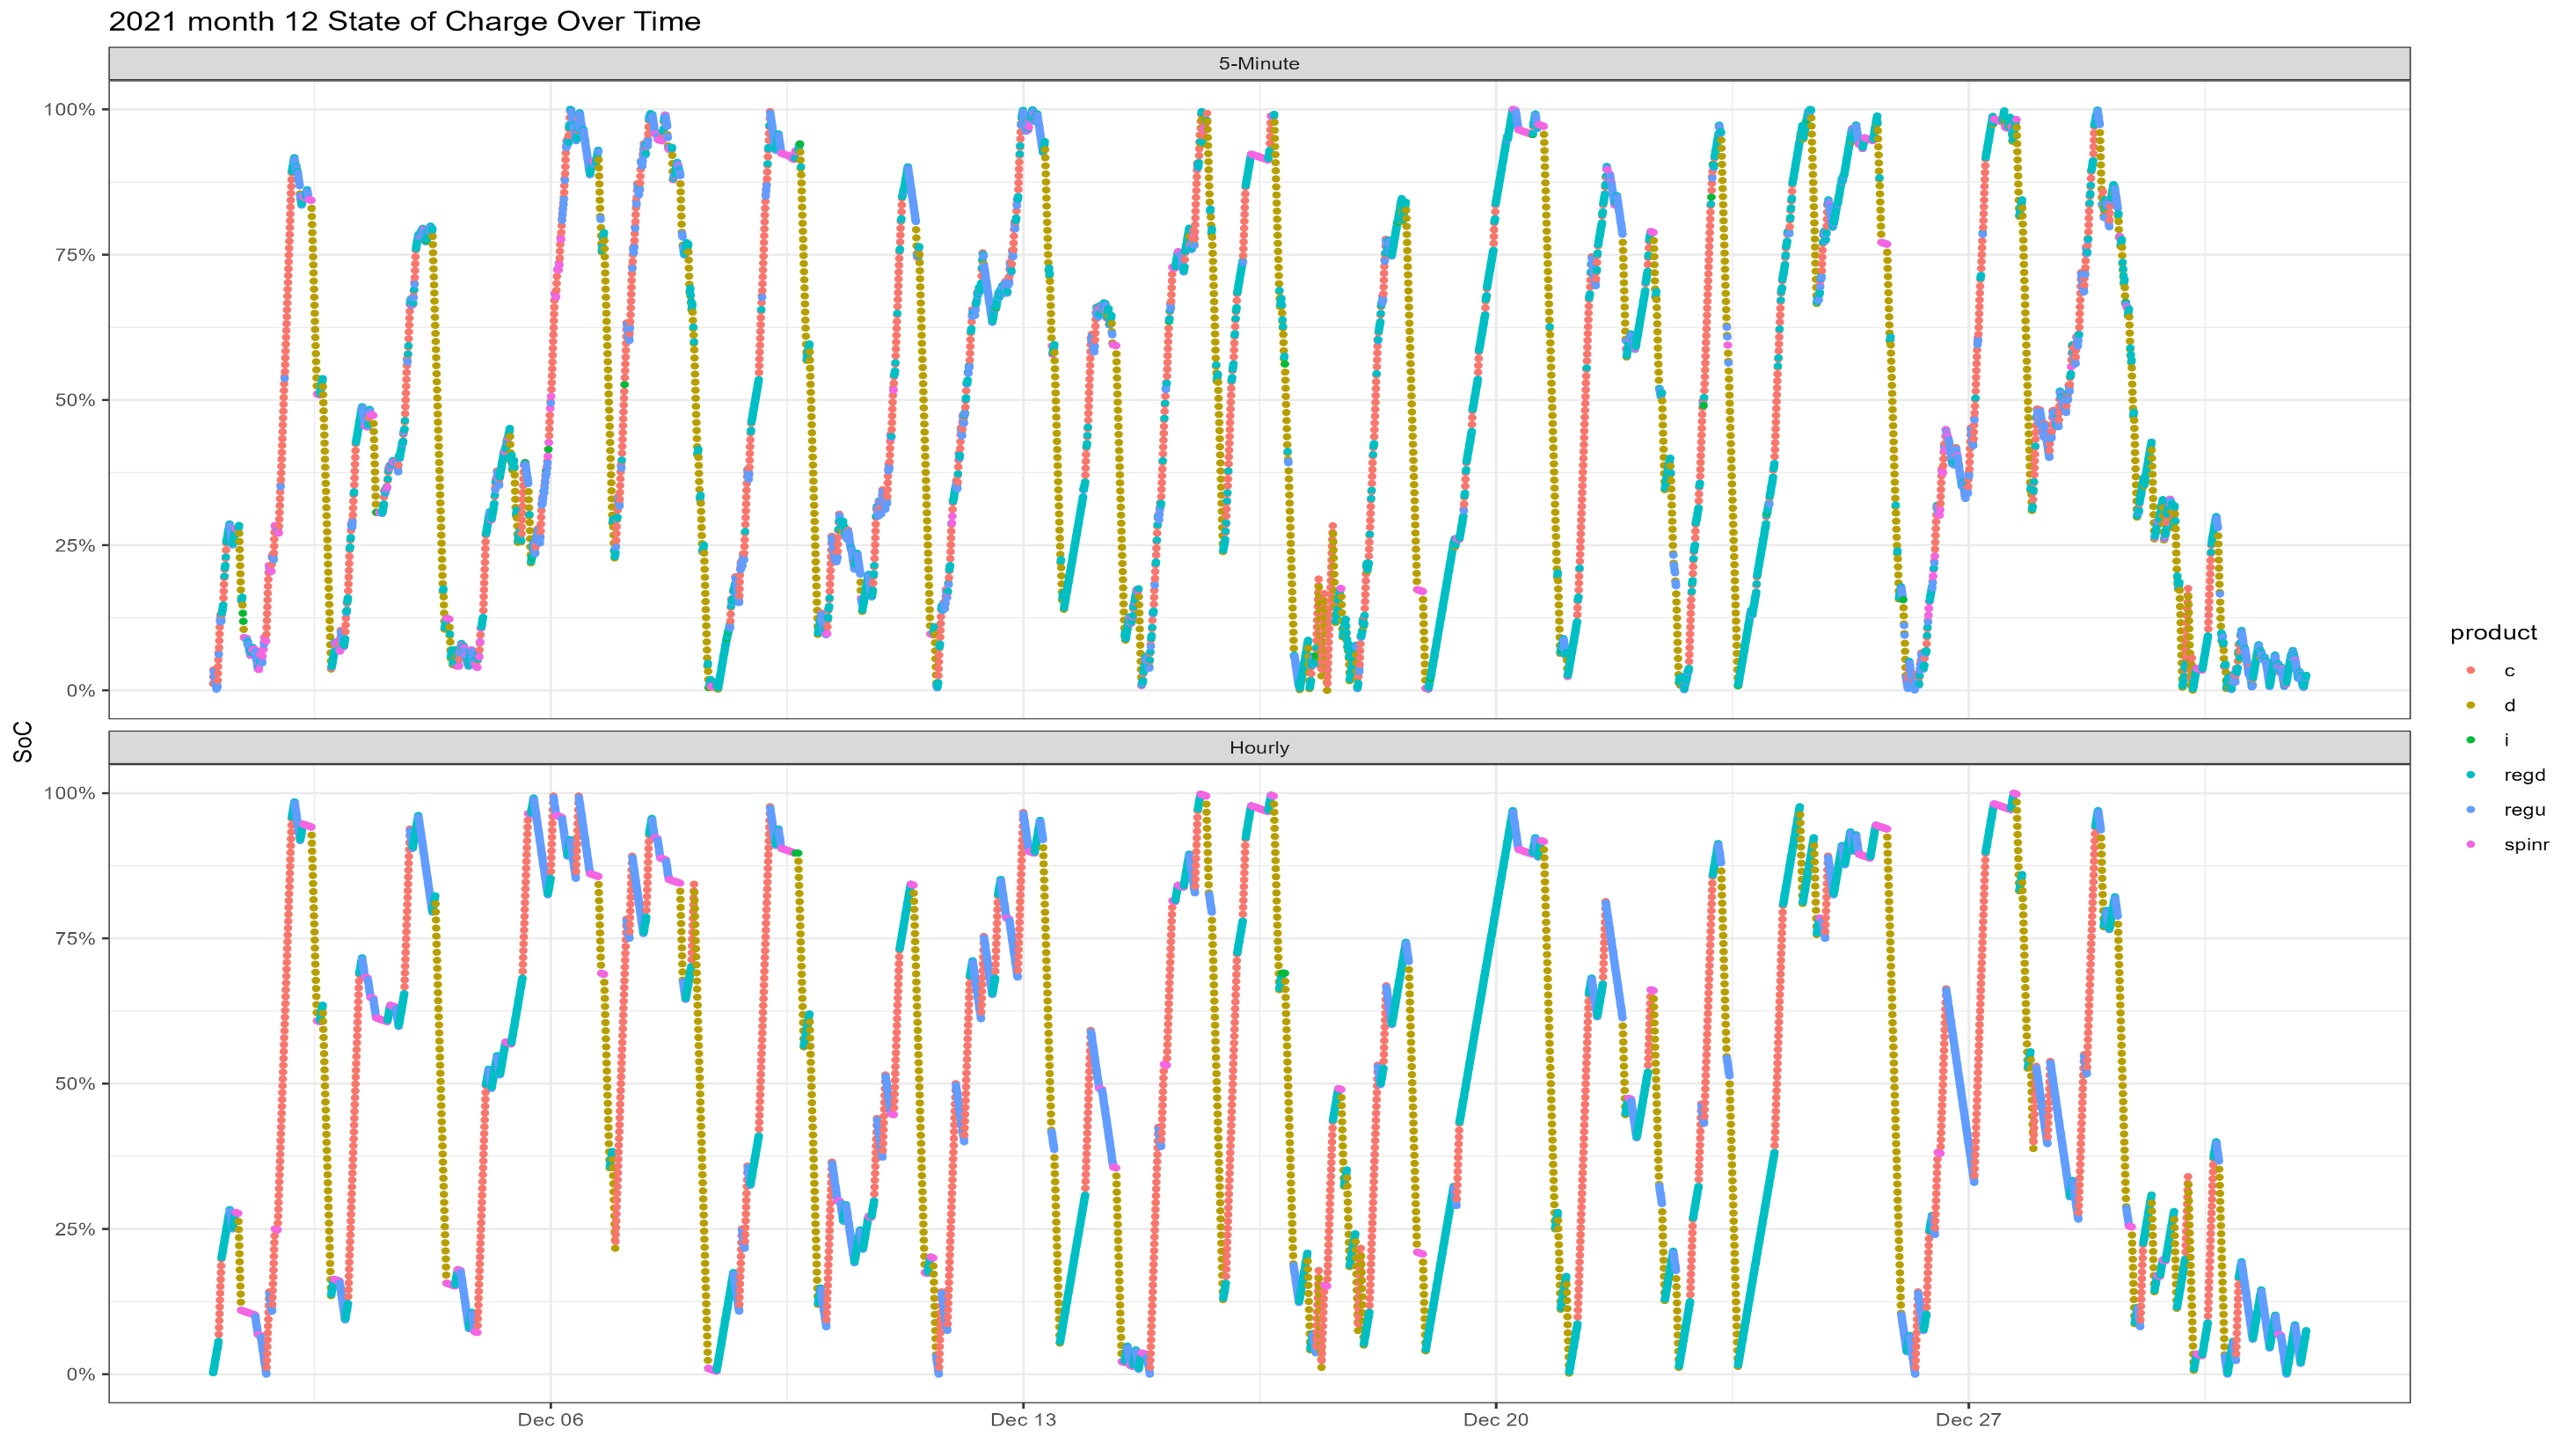 2021 month 12 State of Charge Over Time
5-Minute
100%
75%
50%
25%
0%
SoC
Hourly
100%
75%
50%
25%
0%
Dec 06
Dec 13
Dec 20
Dec 27
product
c
d
i
regd
regu
spinr